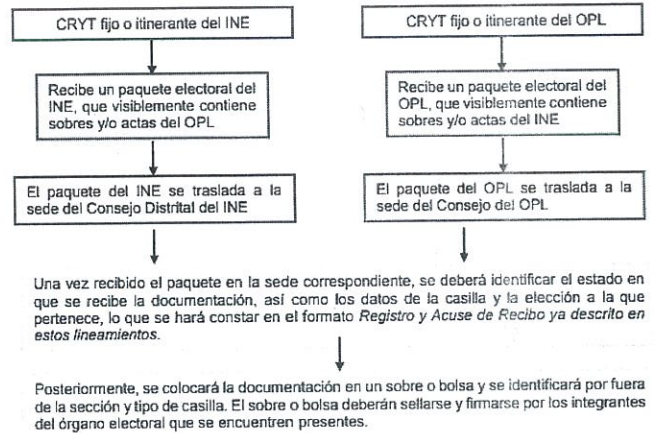 CRYT fijo o itinerante del INE
CRYT fijo o itinerante del OPL
Recibe un paquete electoral del
INE, que visiblemente contiene
sobres y/o actas del OPL
Recibe un paquete electoral del
OPL, que visiblemente contiene
sobres y/o actas del INE
El paquete del INE se traslada a la
sede del Consejo Distrital del INE
El paquete del OPL se traslada a la
sede del Consejo del OPL
Una vez recibido el paquete en la sede correspondiente, se deberá identificar el estado en
que se recibe la documentación, así como los datos de la casilla y la elección a la que
pertenece, lo que se hará constar en el formato Registro y Acuse de Recibo ya descrito en
estos lineamientos.
Posteriormente, se colocará la documentación en un sobre o bolsa y se identificará por fuera
de la sección y tipo de casilla. El sobre o bolsa deberán sellarse y firmarse por los integrantes
del órgano electoral que se encuentren presentes.